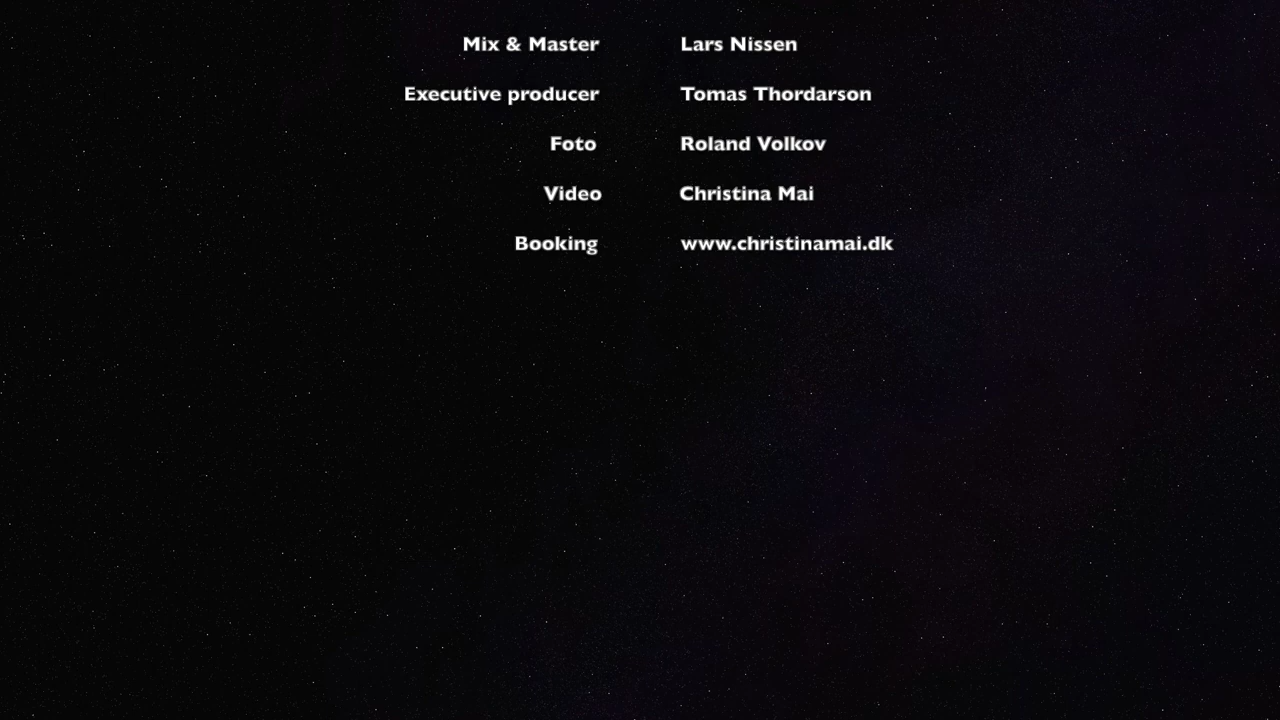 Mix & Master Lars Nissen
Executive producer Tomas Thordarson
Foto Roland Volkov
Video Christina Mai
Booking www.christinamai.dk